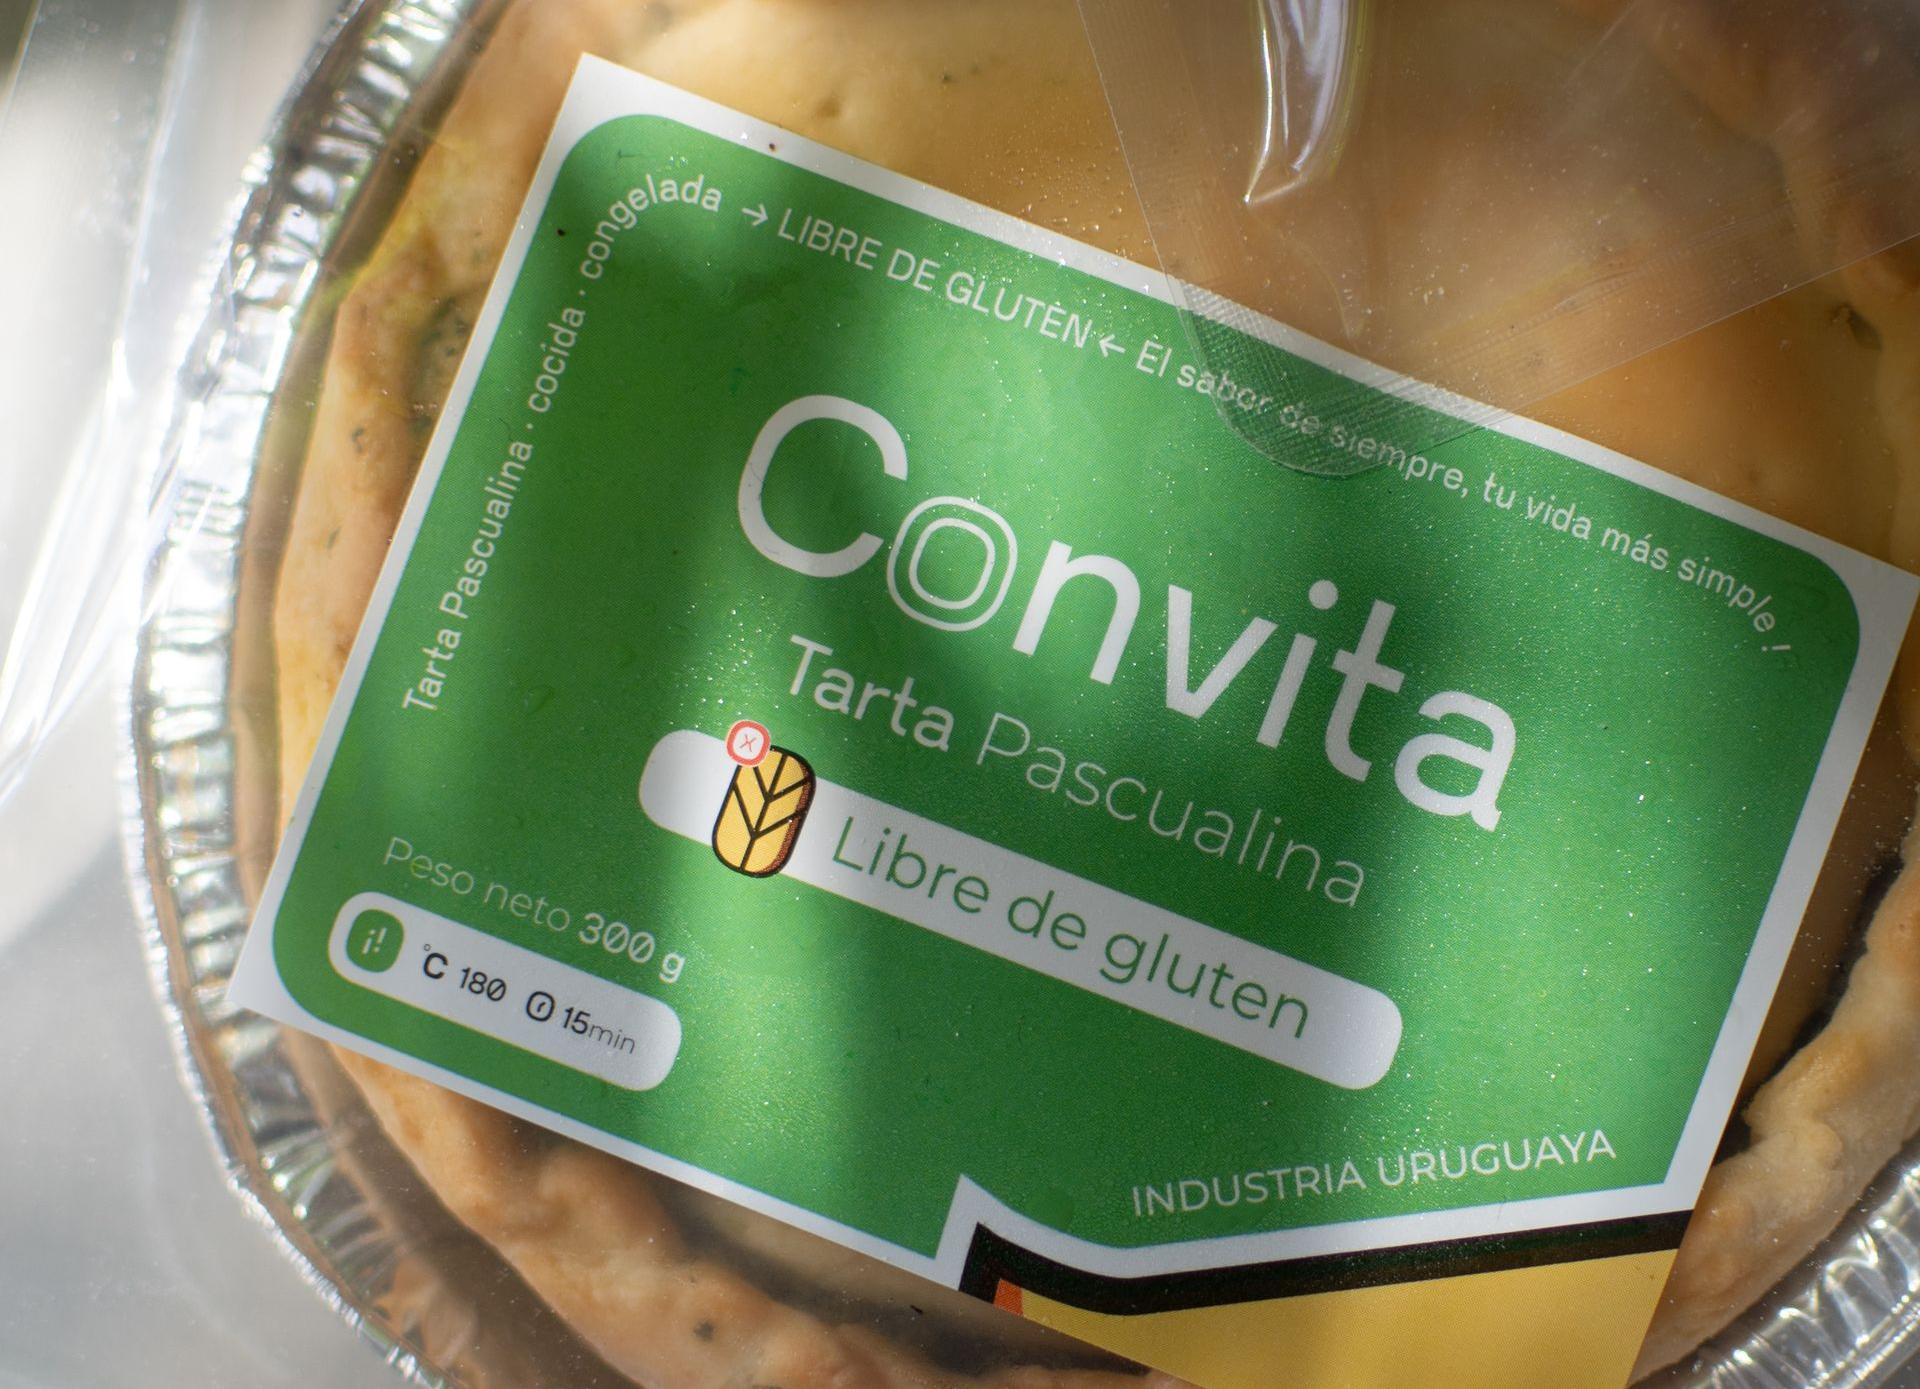 Tarta Pascualina · cocida · congelada → LIBRE DE GLUTEN ← El sabor de siempre, tu vida más simple !
Convita
Tarta Pascualina
Libre de gluten
Peso neto 300 g
¡! °C 180 15min
INDUSTRIA URUGUAYA